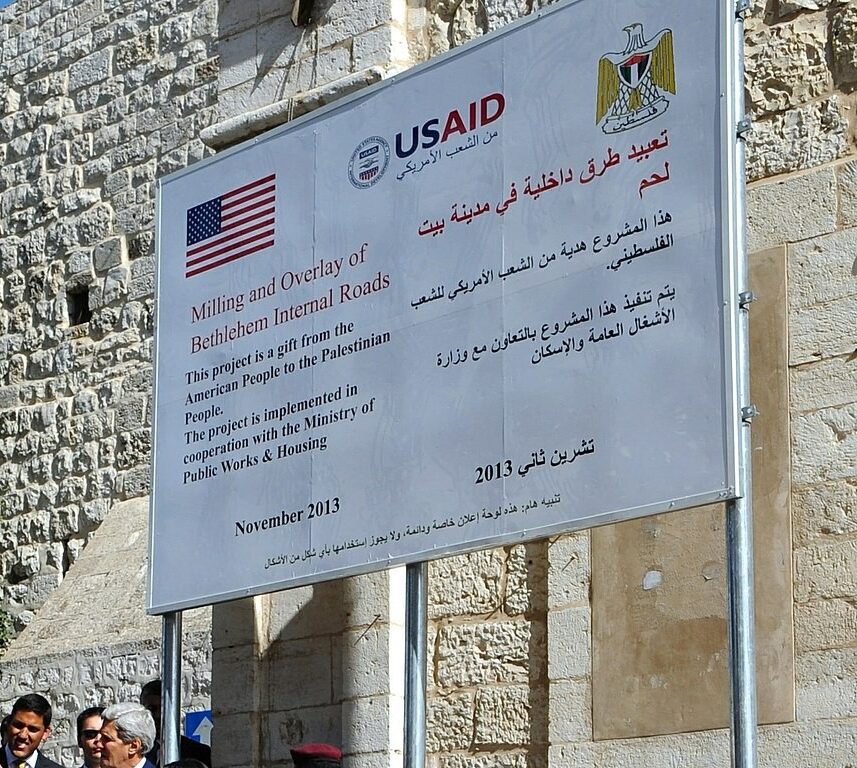 USAID
من الشعب الأمريكي
فلسطين
Milling and Overlay of
Bethlehem Internal Roads
This project is a gift from the
American People to the Palestinian
People.
The project is implemented in
cooperation with the Ministry of
Public Works & Housing
November 2013
تعبيد طرق داخلية في مدينة بيت
لحم
هذا المشروع هدية من الشعب الأمريكي للشعب
الفلسطيني.
يتم تنفيذ هذا المشروع بالتعاون مع وزارة
الأشغال العامة والإسكان
تشرين ثاني 2013
تنبيه هام: هذه لوحة إعلان خاصة ودائمة، ولا يجوز إستخدامها بأي شكل من الأشكال